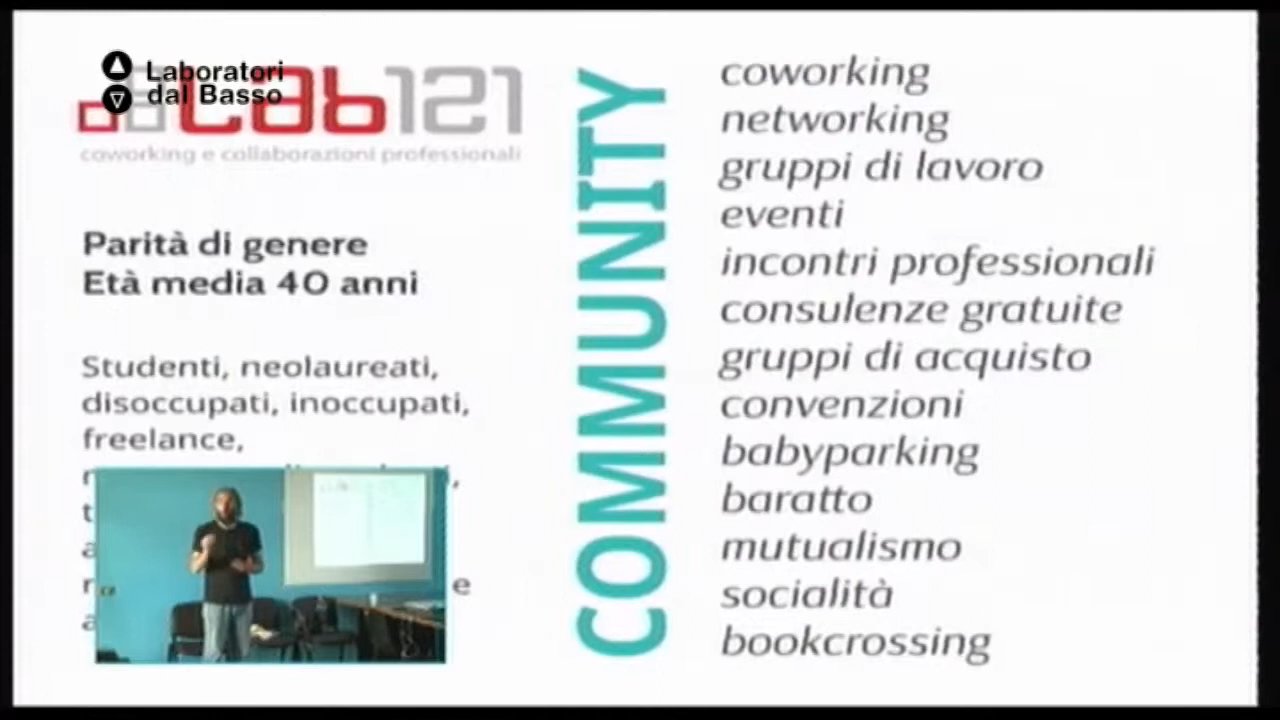 Laboratori
dal Basso
Lab121
coworking e collaborazioni professionali
Parità di genere
Età media 40 anni
Studenti, neolaureati,
disoccupati, inoccupati,
freelance,
COMMUNITY
coworking
networking
gruppi di lavoro
eventi
incontri professionali
consulenze gratuite
gruppi di acquisto
convenzioni
babyparking
baratto
mutualismo
socialità
bookcrossing